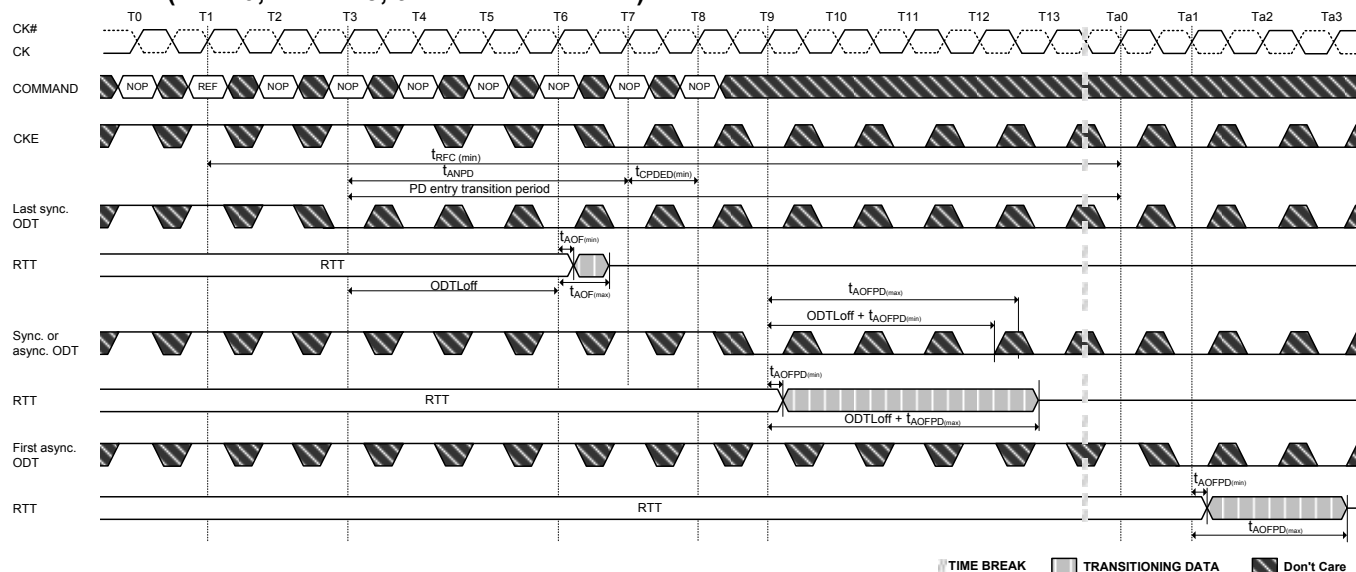 T0 T1 T2 T3 T4 T5 T6 T7 T8 T9 T10 T11 T12 T13 Ta0 Ta1 Ta2 Ta3
CK#
CK
COMMAND NOP REF NOP NOP NOP NOP NOP NOP NOP
CKE
tRFC (min)
tANPD tCPDED(min)
PD entry transition period
Last sync. ODT
tAOF(min)
RTT RTT
ODTLoff tAOF(max)
tAOFPD(max)
ODTLoff + tAOFPD(min)
Sync. or async. ODT
tAOFPD(min)
RTT RTT
ODTLoff + tAOFPD(max)
First async. ODT
tAOFPD(min)
RTT RTT
tAOFPD(max)
TIME BREAK TRANSITIONING DATA Don't Care